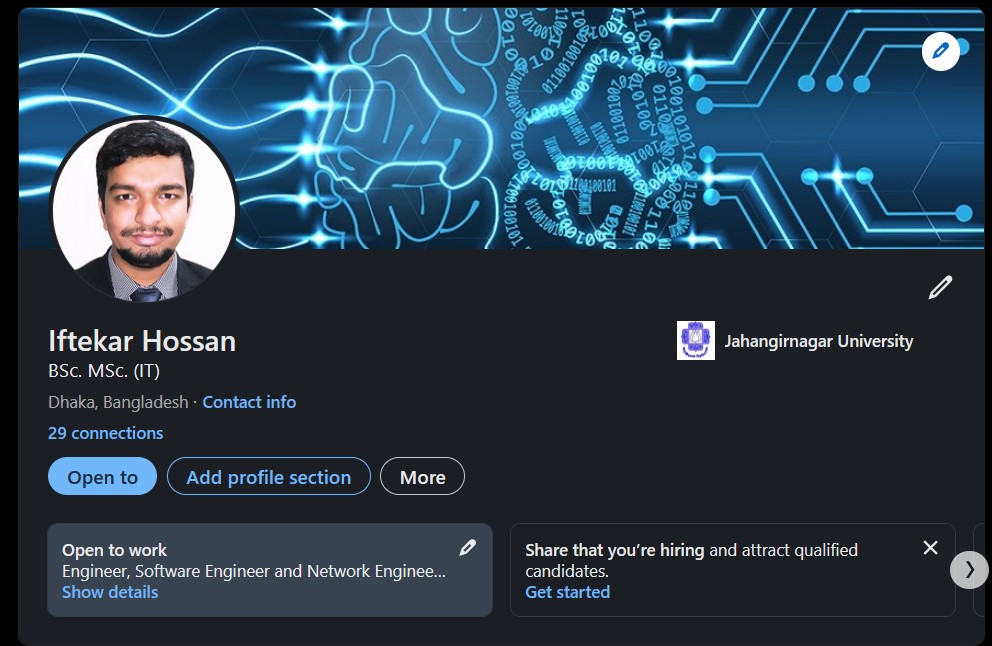 Iftekar Hossan
BSc. MSc. (IT)
Dhaka, Bangladesh · Contact info
29 connections
Jahangirnagar University
Open to
Add profile section
More
Open to work
Engineer, Software Engineer and Network Enginee...
Show details
Share that you're hiring and attract qualified
candidates.
Get started